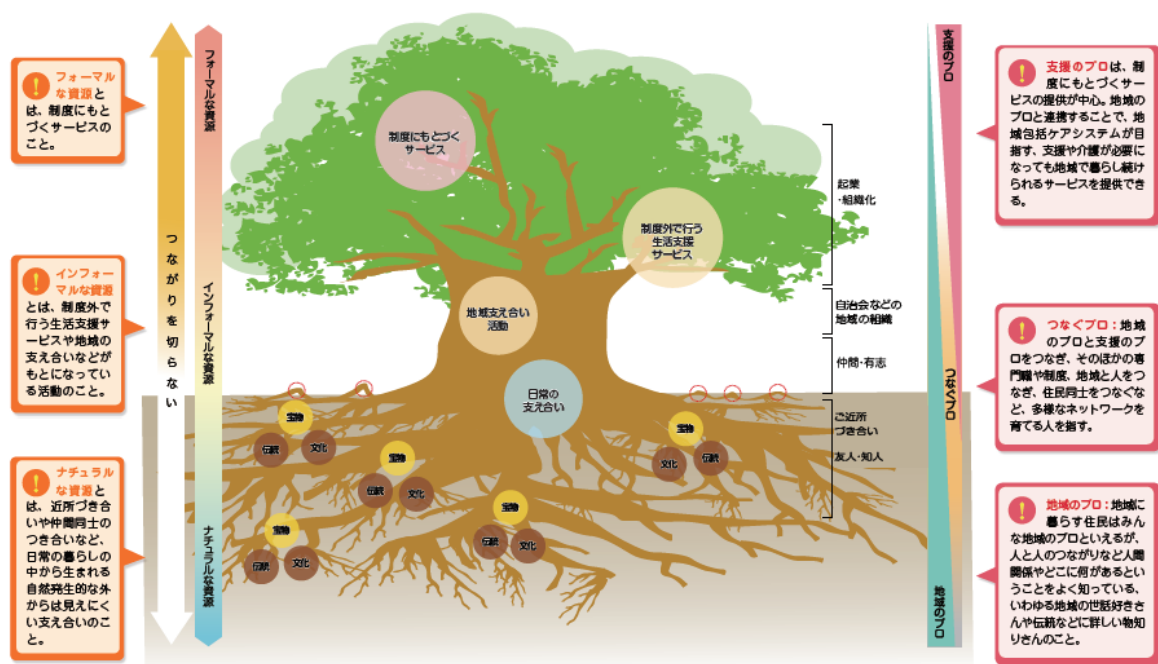 フォーマル
な資源と
は、制度にもと
づくサービスの
こと。
インフォー
マルな資源
とは、制度外で
行う生活支援サ
ービスや地域の
支え合いなどが
もとになってい
る活動のこと。
ナチュラル
な資源と
は、近所づき合
いや仲間同士の
つき合いなど、
日常の暮らしの
中から生まれる
自然発生的な外
からは見えにく
い支え合いのこ
と。
つながりを切らない
フォーマルな資源
インフォーマルな資源
ナチュラルな資源
制度にもとづく
サービス
制度外で行う
生活支援
サービス
地域支え合い
活動
日常の
支え合い
宝物
伝統
文化
宝物
伝統
文化
宝物
伝統
文化
宝物
伝統
文化
宝物
文化
伝統
起業
・組織化
自治会などの
地域の組織
仲間・有志
ご近所
づき合い
友人・知人
支援のプロ
つなぐプロ
地域のプロ
支援のプロは、制
度にもとづくサー
ビスの提供が中心。地域の
プロと連携することで、地
域包括ケアシステムが目
指す、支援や介護が必要に
なっても地域で暮らし続け
られるサービスを提供でき
る。
つなぐプロ：地域
のプロと支援のプ
ロをつなぎ、そのほかの専
門職や制度、地域と人をつ
なぎ、住民同士をつなぐな
ど、多様なネットワークを
育てる人を指す。
地域のプロ：地域に
暮らす住民はみん
な地域のプロといえるが、
人と人のつながりなど人間
関係やどこに何があるとい
うことをよく知っている、
いわゆる地域の世話好きさ
んや伝統などに詳しい物知
りさんのこと。